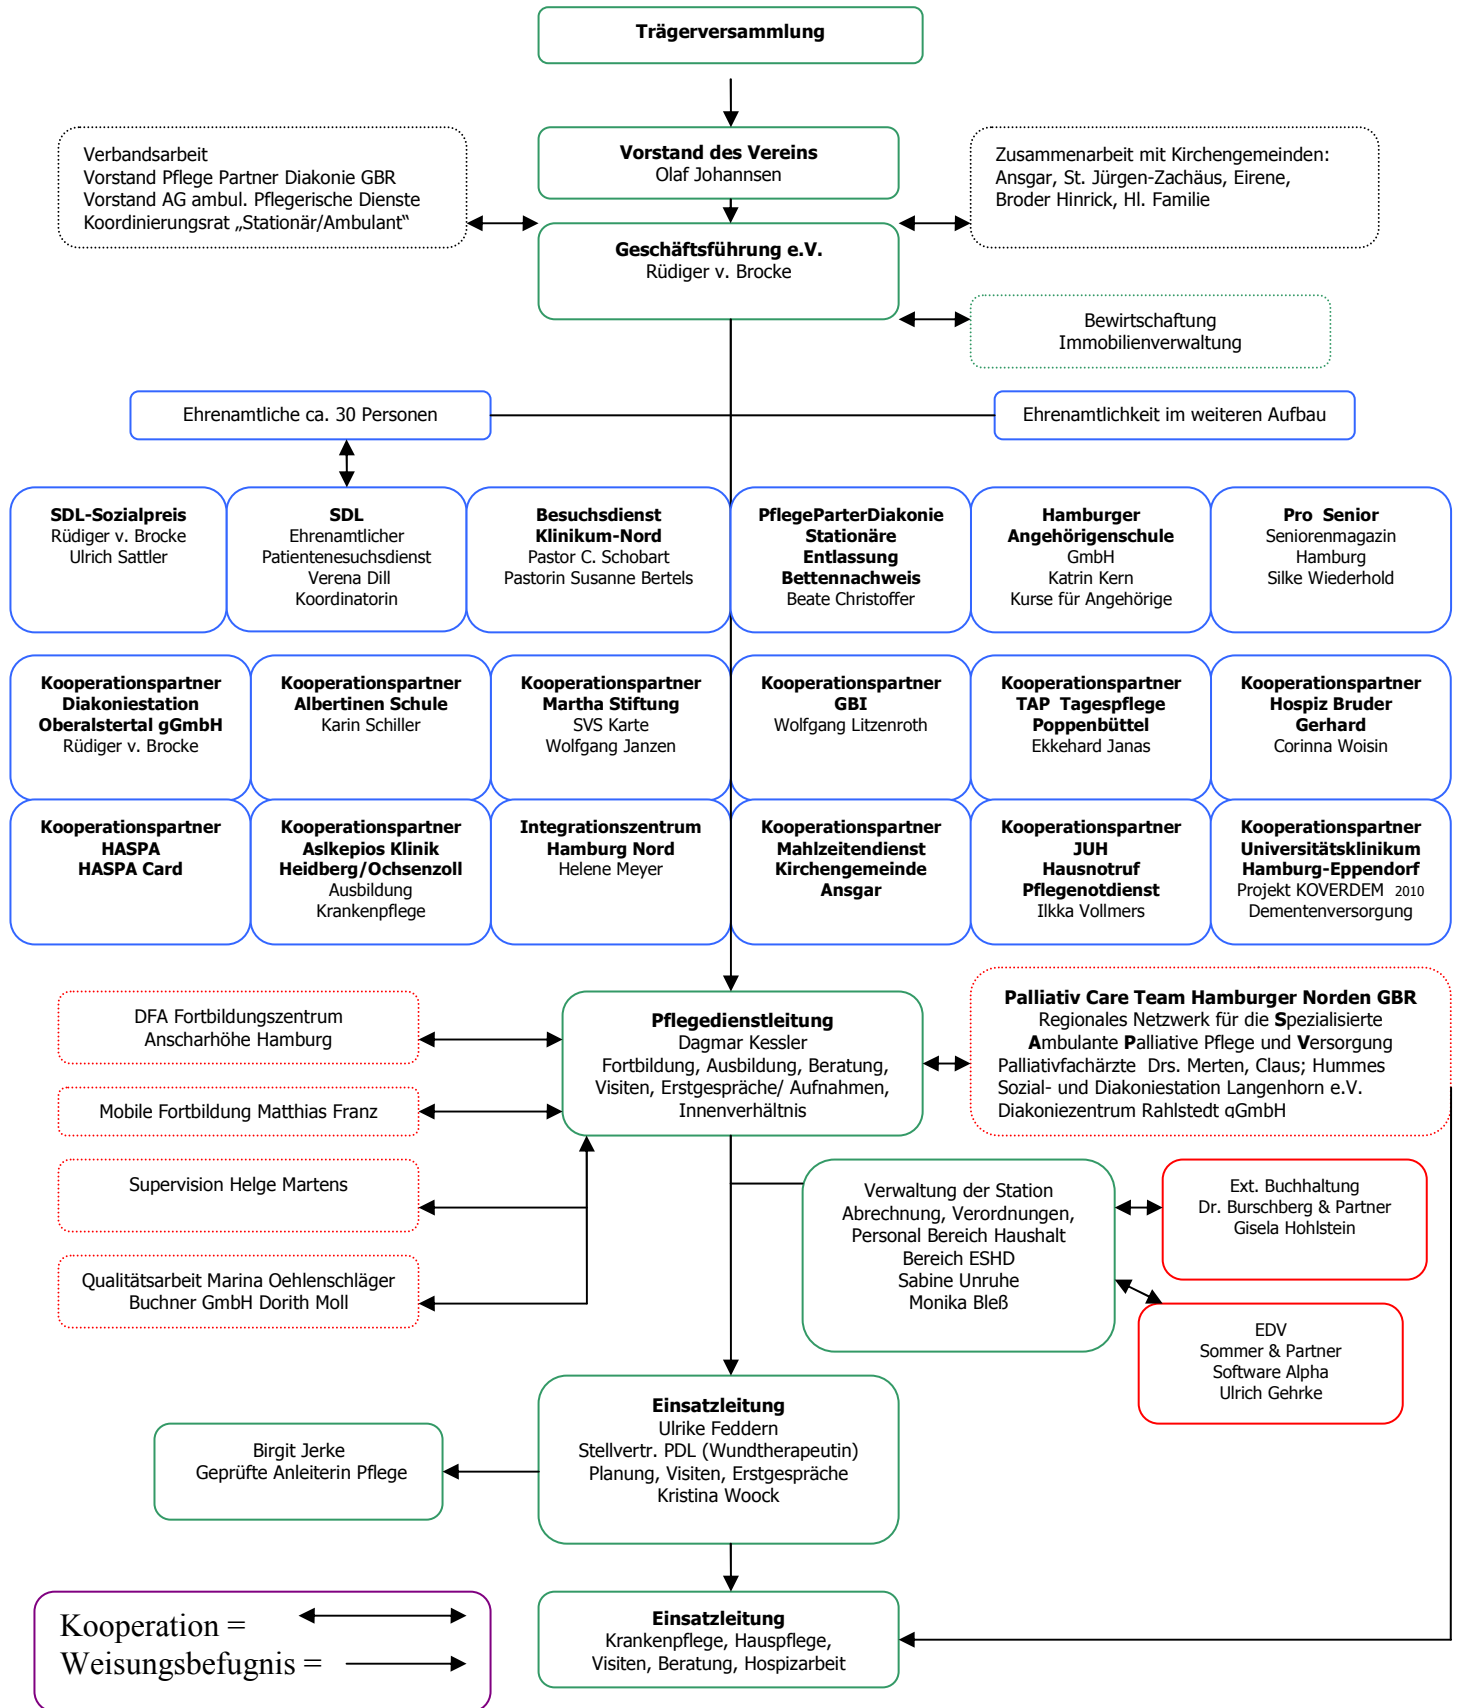 Trägerversammlung
Verbandsarbeit
Vorstand Pflege Partner Diakonie GBR
Vorstand AG ambul. Pflegerische Dienste
Koordinierungsrat „Stationär/Ambulant“
Vorstand des Vereins
Olaf Johannsen
Zusammenarbeit mit Kirchengemeinden:
Ansgar, St. Jürgen-Zachäus, Eirene,
Broder Hinrick, Hl. Familie
Geschäftsführung e.V.
Rüdiger v. Brocke
Bewirtschaftung
Immobilienverwaltung
Ehrenamtliche ca. 30 Personen
Ehrenamtlichkeit im weiteren Aufbau
SDL-Sozialpreis
Rüdiger v. Brocke
Ulrich Sattler
SDL
Ehrenamtlicher
Patientenesuchsdienst
Verena Dill
Koordinatorin
Besuchsdienst
Klinikum-Nord
Pastor C. Schobart
Pastorin Susanne Bertels
PflegeParterDiakonie
Stationäre
Entlassung
Bettennachweis
Beate Christoffer
Hamburger
Angehörigenschule
GmbH
Katrin Kern
Kurse für Angehörige
Pro Senior
Seniorenmagazin
Hamburg
Silke Wiederhold
Kooperationspartner
Diakoniestation
Oberalstertal gGmbH
Rüdiger v. Brocke
Kooperationspartner
Albertinen Schule
Karin Schiller
Kooperationspartner
Martha Stiftung
SVS Karte
Wolfgang Janzen
Kooperationspartner
GBI
Wolfgang Litzenroth
Kooperationspartner
TAP Tagespflege
Poppenbüttel
Ekkehard Janas
Kooperationspartner
Hospiz Bruder
Gerhard
Corinna Woisin
Kooperationspartner
HASPA
HASPA Card
Kooperationspartner
Aslkepios Klinik
Heidberg/Ochsenzoll
Ausbildung
Krankenpflege
Integrationszentrum
Hamburg Nord
Helene Meyer
Kooperationspartner
Mahlzeitendienst
Kirchengemeinde
Ansgar
Kooperationspartner
JUH
Hausnotruf
Pflegenotdienst
Ilkka Vollmers
Kooperationspartner
Universitätsklinikum
Hamburg-Eppendorf
Projekt KOVERDEM 2010
Dementenversorgung
DFA Fortbildungszentrum
Anscharhöhe Hamburg
Mobile Fortbildung Matthias Franz
Supervision Helge Martens
Qualitätsarbeit Marina Oehlenschläger
Buchner GmbH Dorith Moll
Pflegedienstleitung
Dagmar Kessler
Fortbildung, Ausbildung, Beratung,
Visiten, Erstgespräche/ Aufnahmen,
Innenverhältnis
Palliativ Care Team Hamburger Norden GBR
Regionales Netzwerk für die Spezialisierte
Ambulante Palliative Pflege und Versorgung
Palliativfachärzte Drs. Merten, Claus; Hummes
Sozial- und Diakoniestation Langenhorn e.V.
Diakoniezentrum Rahlstedt gGmbH
Verwaltung der Station
Abrechnung, Verordnungen,
Personal Bereich Haushalt
Bereich ESHD
Sabine Unruhe
Monika Bleß
Ext. Buchhaltung
Dr. Burschberg & Partner
Gisela Hohlstein
EDV
Sommer & Partner
Software Alpha
Ulrich Gehrke
Einsatzleitung
Ulrike Feddern
Stellvertr. PDL (Wundtherapeutin)
Planung, Visiten, Erstgespräche
Kristina Woock
Birgit Jerke
Geprüfte Anleiterin Pflege
Einsatzleitung
Krankenpflege, Hauspflege,
Visiten, Beratung, Hospizarbeit
Kooperation =
Weisungsbefugnis =